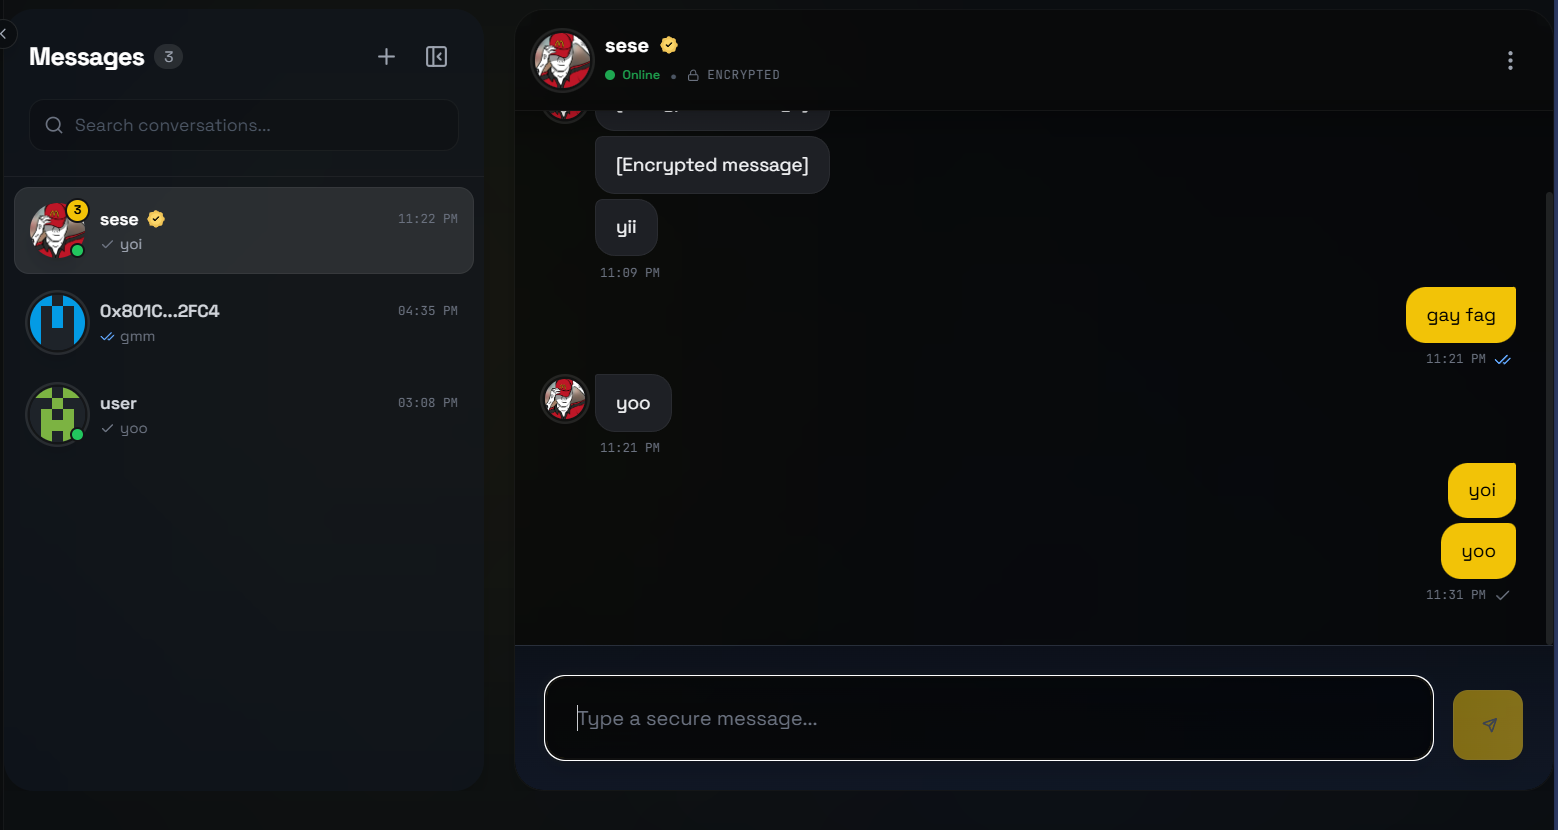 Messages 3
Search conversations...
3
sese
11:22 PM
yoi
0x801C...2FC4
04:35 PM
gmm
user
03:08 PM
yoo
sese
Online • ENCRYPTED
[Encrypted message]
yii
11:09 PM
gay fag
11:21 PM
yoo
11:21 PM
yoi
yoo
11:31 PM
Type a secure message...